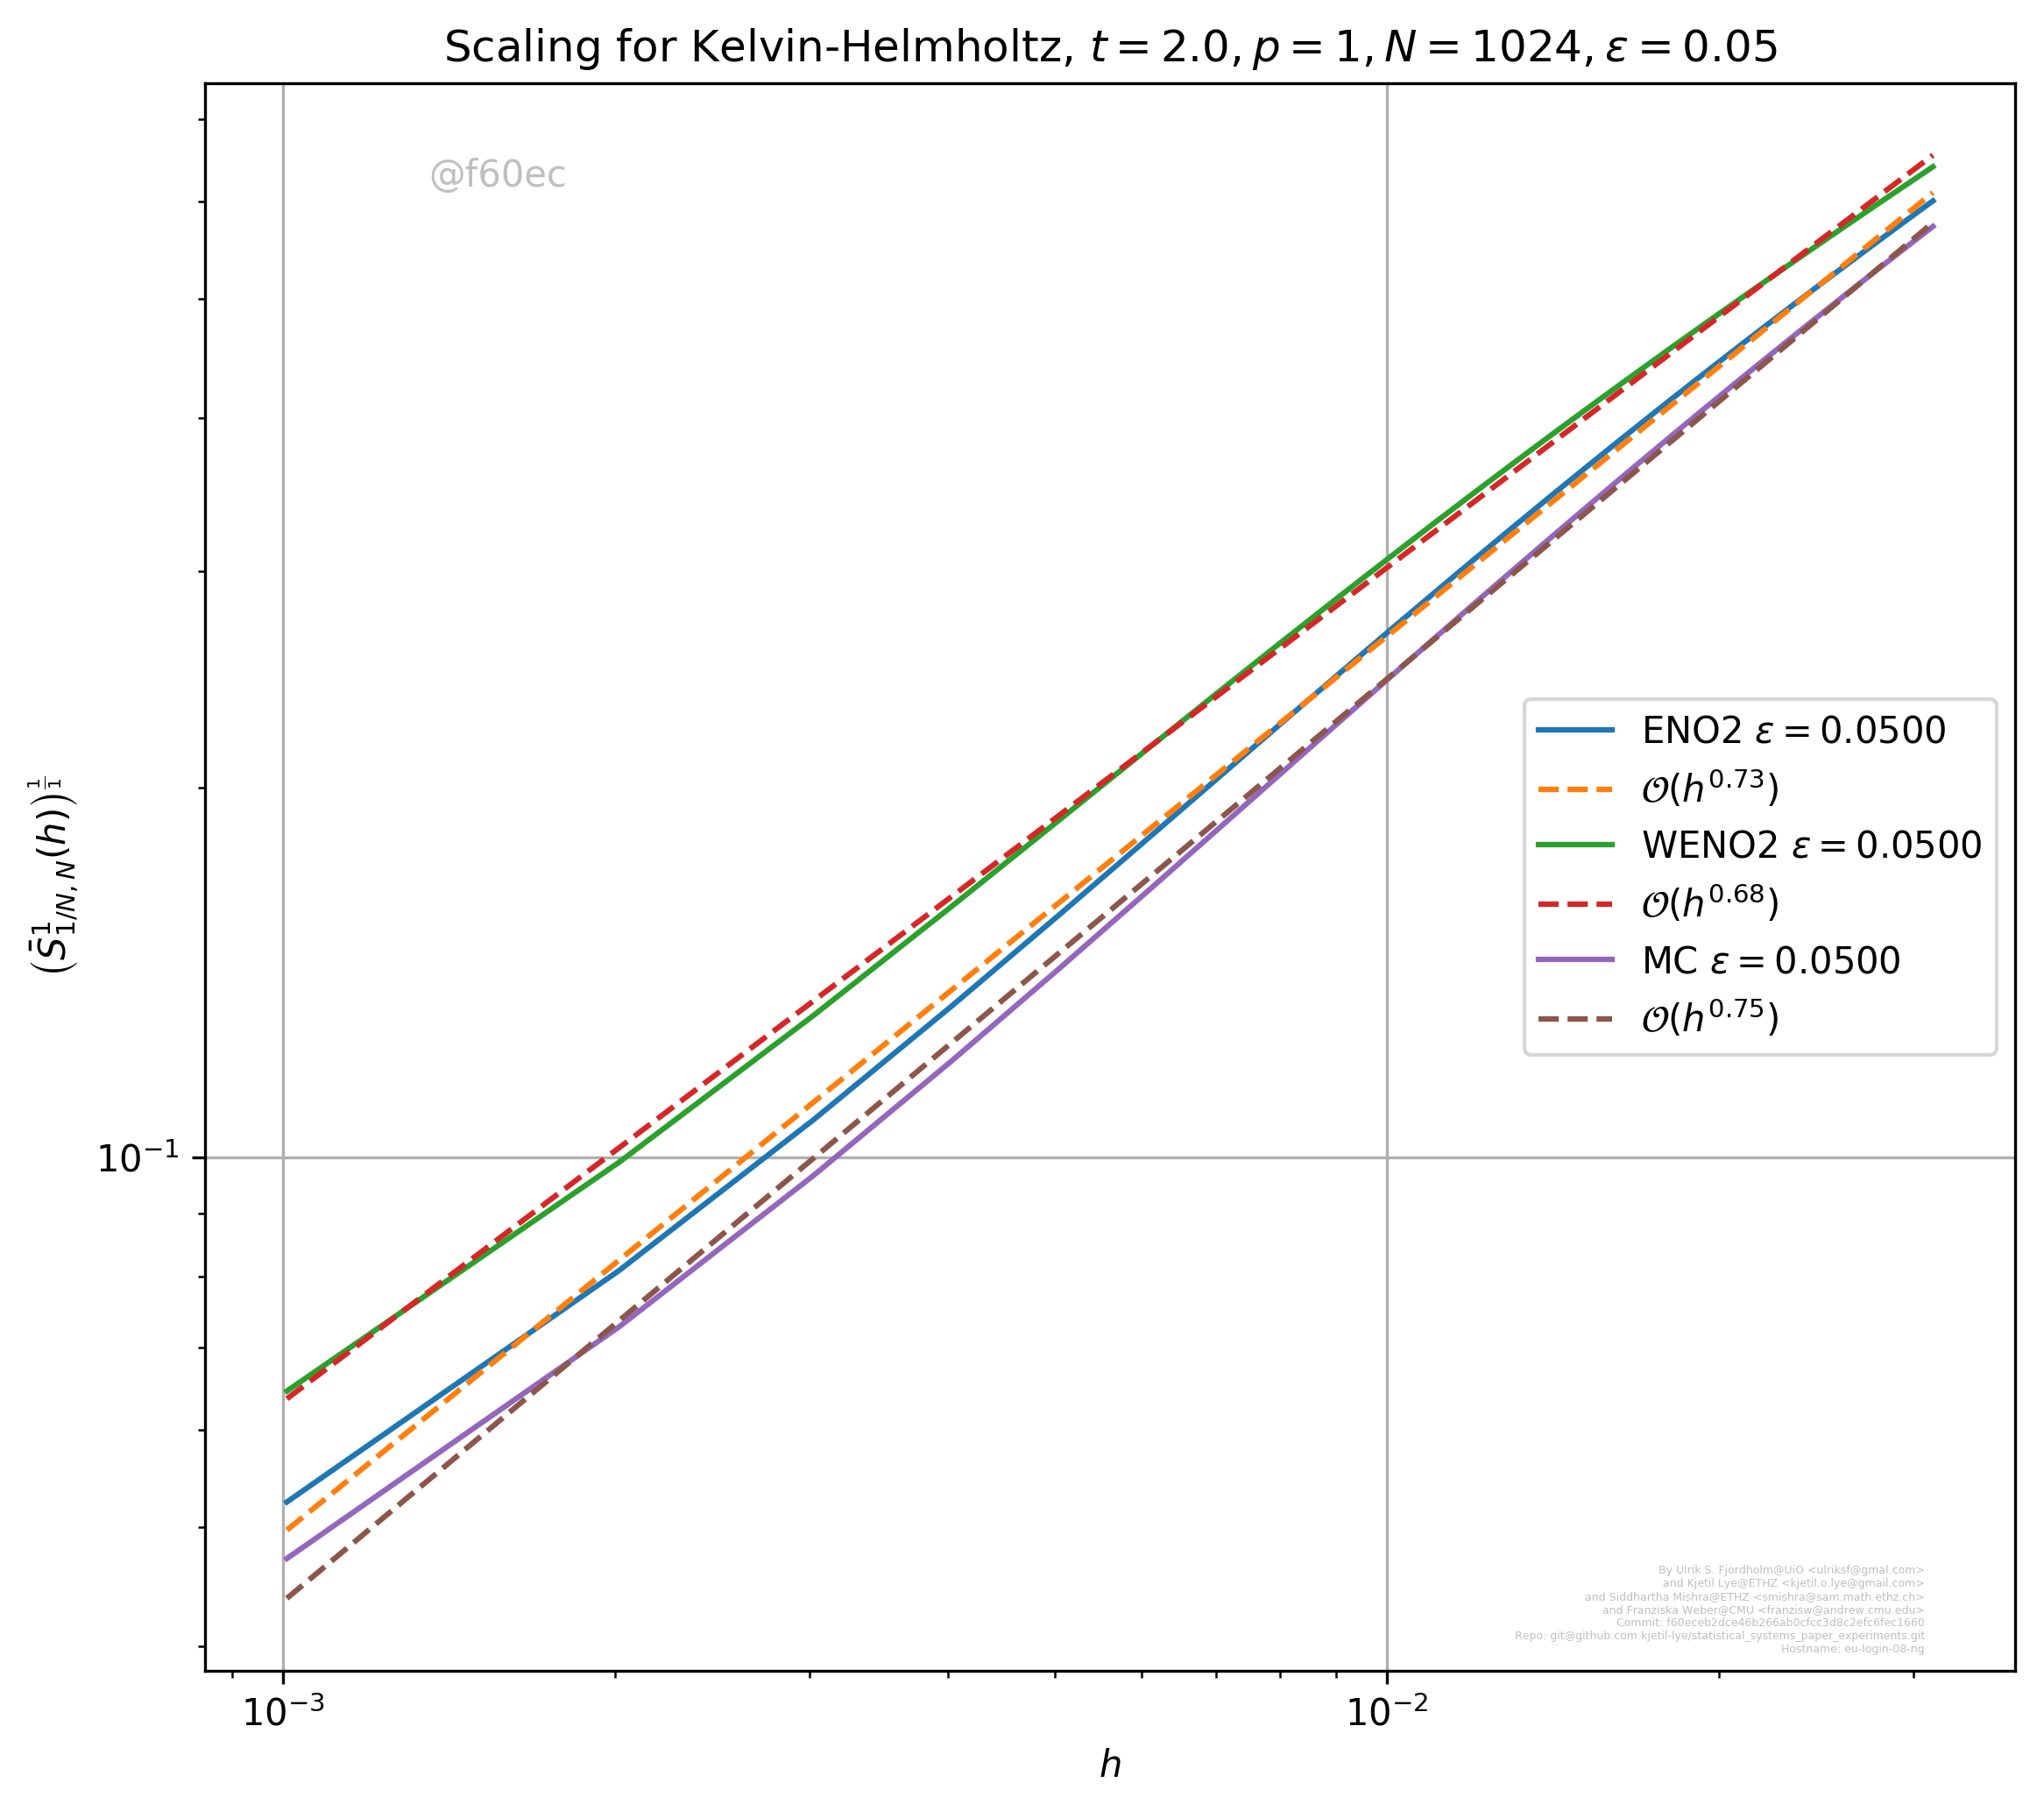 Scaling for Kelvin-Helmholtz, t = 2.0, p = 1, N = 1024, ε = 0.05
@f60ec
(S̄¹₁/N, N(h))^(1/1)
10⁻¹
ENO2 ε = 0.0500
𝒪(h^0.73)
WENO2 ε = 0.0500
𝒪(h^0.68)
MC ε = 0.0500
𝒪(h^0.75)
By Ulrik S. Fjordholm@UiO <ulriksf@gmal.com>
and Kjetil Lye@ETHZ <kjetil.o.lye@gmail.com>
and Siddhartha Mishra@ETHZ <smishra@sam.math.ethz.ch>
and Franziska Weber@CMU <franzisw@andrew.cmu.edu>
Commit: f60eceb2dce46b266ab0cfcc3d8c2efc6fec1660
Repo: git@github.com:kjetil-lye/statistical_systems_paper_experiments.git
Hostname: eu-login-08-ng
10⁻³
10⁻²
h